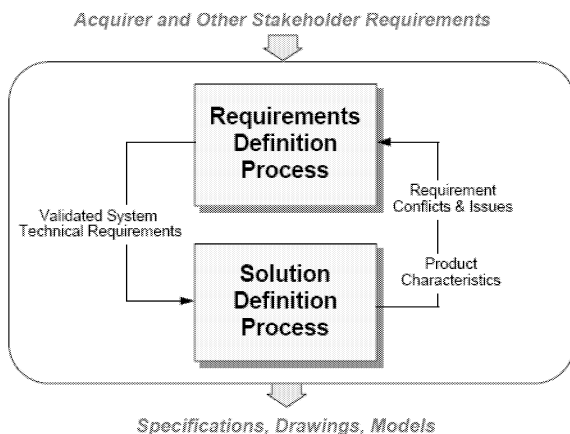 Acquirer and Other Stakeholder Requirements
Requirements
Definition
Process
Requirement
Conflicts & Issues
Validated System
Technical Requirements
Product
Characteristics
Solution
Definition
Process
Specifications, Drawings, Models